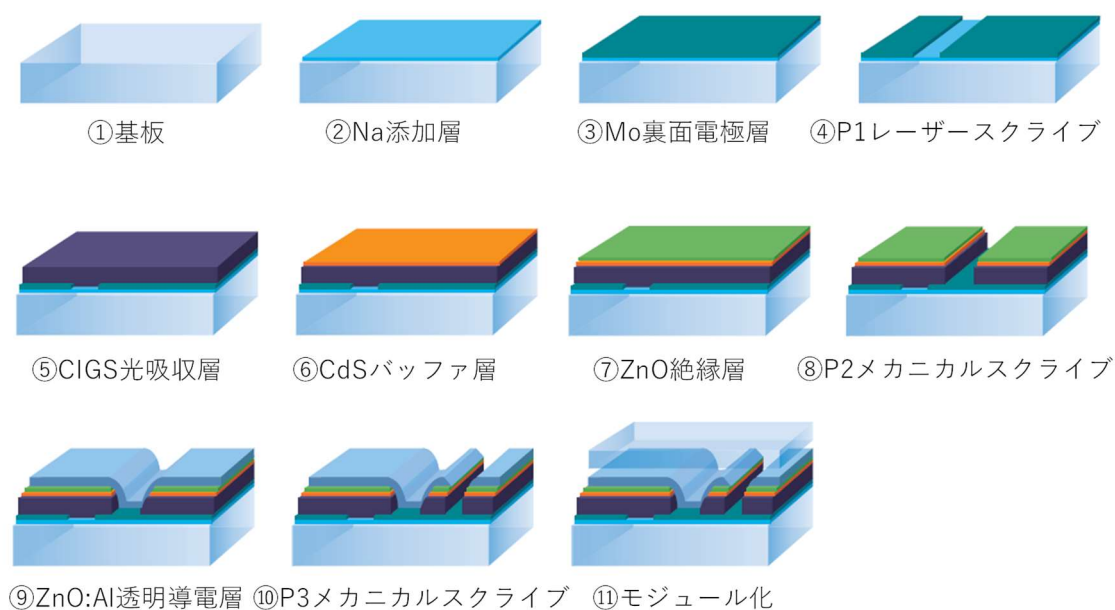 ①基板
②Na添加層
③Mo裏面電極層
④P1レーザースクライブ
⑤CIGS光吸収層
⑥CdSバッファ層
⑦ZnO絶縁層
⑧P2メカニカルスクライブ
⑨ZnO:Al透明導電層
⑩P3メカニカルスクライブ
⑪モジュール化